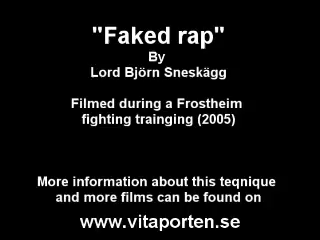 "Faked rap"
By
Lord Björn Sneskägg
Filmed during a Frostheim
fighting trainging (2005)
More information about this teqnique
and more films can be found on
www.vitaporten.se